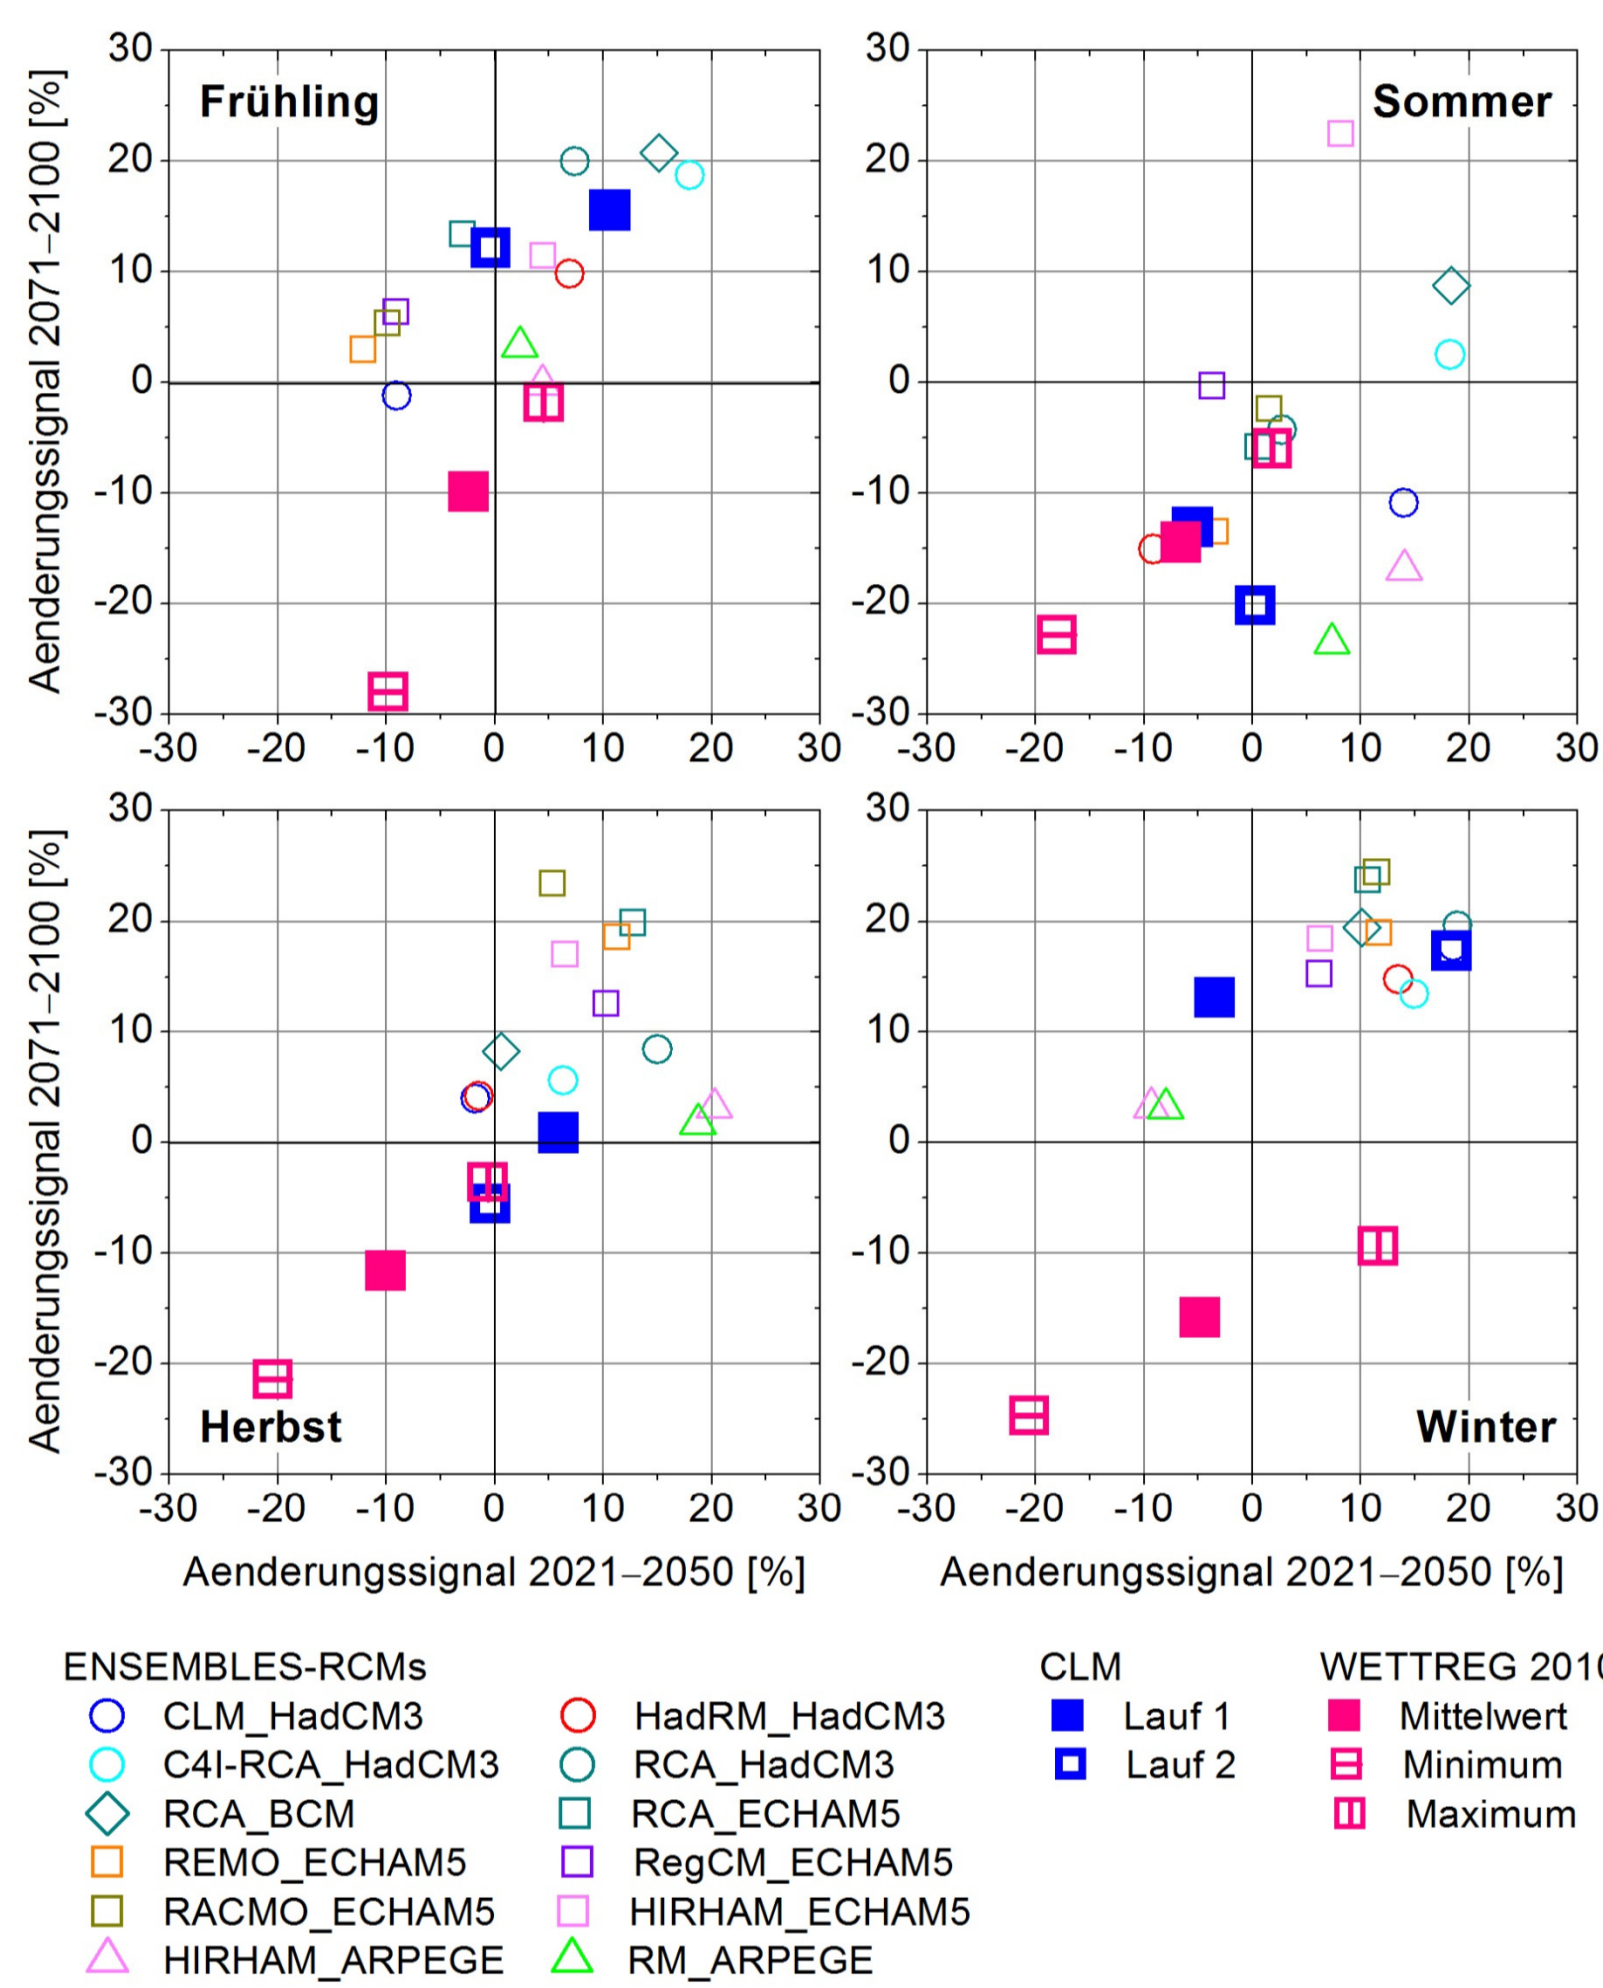 Aenderungssignal 2071–2100 [%]
30
20
10
0
-10
-20
-30
Frühling
-30 -20 -10 0 10 20 30
30
20
10
0
-10
-20
-30
Sommer
-30 -20 -10 0 10 20 30
Aenderungssignal 2071–2100 [%]
30
20
10
0
-10
-20
-30
Herbst
-30 -20 -10 0 10 20 30
Aenderungssignal 2021–2050 [%]
30
20
10
0
-10
-20
-30
Winter
-30 -20 -10 0 10 20 30
Aenderungssignal 2021–2050 [%]
ENSEMBLES-RCMs CLM WETTREG 2010
CLM_HadCM3 HadRM_HadCM3 Lauf 1 Mittelwert
C4I-RCA_HadCM3 RCA_HadCM3 Lauf 2 Minimum
RCA_BCM RCA_ECHAM5 Maximum
REMO_ECHAM5 RegCM_ECHAM5
RACMO_ECHAM5 HIRHAM_ECHAM5
HIRHAM_ARPEGE RM_ARPEGE